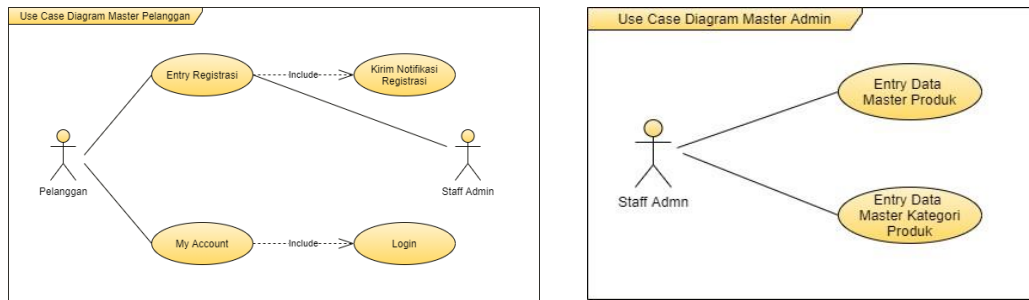 Use Case Diagram Master Pelanggan
Entry Registrasi
Include
Kirim Notifikasi
Registrasi
Pelanggan
Staff Admin
My Account
Include
Login
Use Case Diagram Master Admin
Entry Data
Master Produk
Staff Admn
Entry Data
Master Kategori
Produk